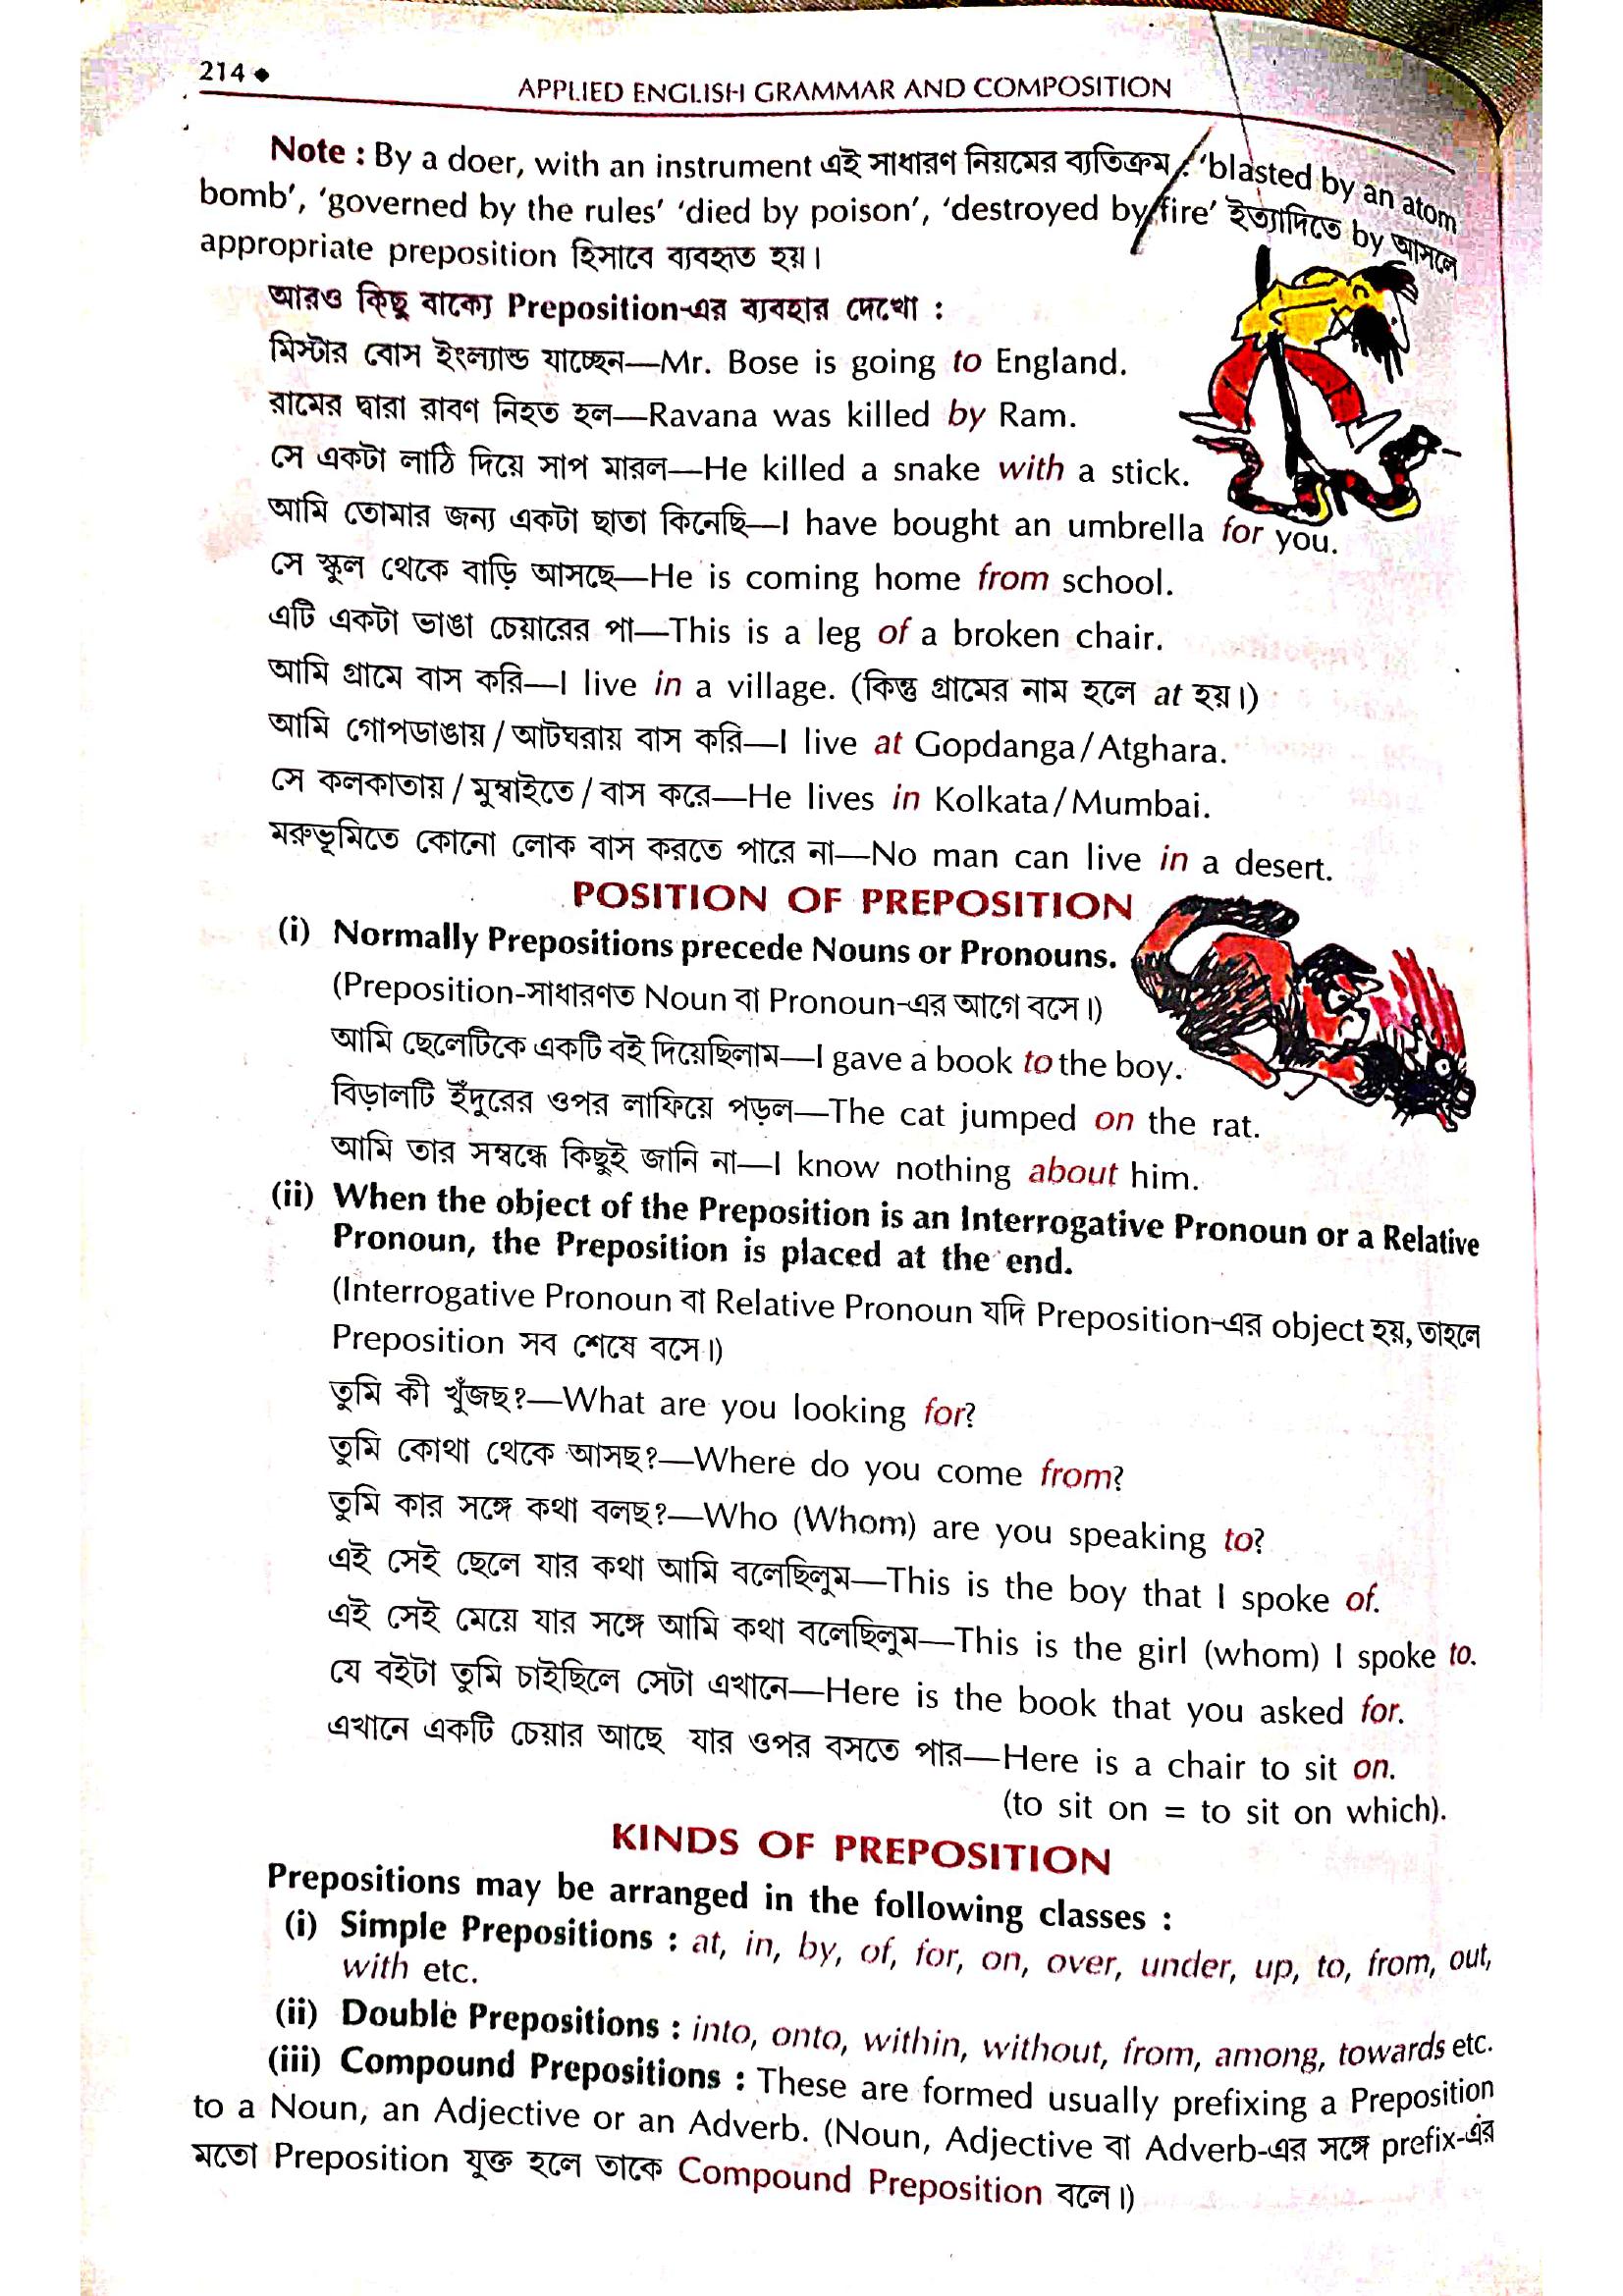 214 ◆
APPLIED ENGLISH GRAMMAR AND COMPOSITION
Note : By a doer, with an instrument এই সাধারণ নিয়মের ব্যতিক্রম : 'blasted by an atom
bomb', 'governed by the rules' 'died by poison', 'destroyed by fire' ইত্যাদিতে by আসলে
appropriate preposition হিসাবে ব্যবহৃত হয়।
আরও কিছু বাক্যে Preposition-এর ব্যবহার দেখো :
মিস্টার বোস ইংল্যান্ড যাচ্ছেন—Mr. Bose is going to England.
রামের দ্বারা রাবণ নিহত হল—Ravana was killed by Ram.
সে একটা লাঠি দিয়ে সাপ মারল—He killed a snake with a stick.
আমি তোমার জন্য একটা ছাতা কিনেছি—I have bought an umbrella for you.
সে স্কুল থেকে বাড়ি আসছে—He is coming home from school.
এটি একটা ভাঙা চেয়ারের পা—This is a leg of a broken chair.
আমি গ্রামে বাস করি—I live in a village. (কিন্তু গ্রামের নাম হলে at হয়।)
আমি গোপডাঙায় / আটঘরায় বাস করি—I live at Gopdanga/Atghara.
সে কলকাতায় / মুম্বাইতে / বাস করে—He lives in Kolkata/Mumbai.
মরুভূমিতে কোনো লোক বাস করতে পারে না—No man can live in a desert.
POSITION OF PREPOSITION
(i) Normally Prepositions precede Nouns or Pronouns.
(Preposition-সাধারণত Noun বা Pronoun-এর আগে বসে।)
আমি ছেলেটিকে একটি বই দিয়েছিলাম—I gave a book to the boy.
বিড়ালটি ইঁদুরের ওপর লাফিয়ে পড়ল—The cat jumped on the rat.
আমি তার সম্বন্ধে কিছুই জানি না—I know nothing about him.
(ii) When the object of the Preposition is an Interrogative Pronoun or a Relative
Pronoun, the Preposition is placed at the end.
(Interrogative Pronoun বা Relative Pronoun যদি Preposition-এর object হয়, তাহলে
Preposition সব শেষে বসে।)
তুমি কী খুঁজছ?—What are you looking for?
তুমি কোথা থেকে আসছ?—Where do you come from?
তুমি কার সঙ্গে কথা বলছ?—Who (Whom) are you speaking to?
এই সেই ছেলে যার কথা আমি বলেছিলুম—This is the boy that I spoke of.
এই সেই মেয়ে যার সঙ্গে আমি কথা বলেছিলুম—This is the girl (whom) I spoke to.
যে বইটা তুমি চাইছিলে সেটা এখানে—Here is the book that you asked for.
এখানে একটি চেয়ার আছে যার ওপর বসতে পার—Here is a chair to sit on.
(to sit on = to sit on which).
KINDS OF PREPOSITION
Prepositions may be arranged in the following classes :
(i) Simple Prepositions : at, in, by, of, for, on, over, under, up, to, from, out,
with etc.
(ii) Double Prepositions : into, onto, within, without, from, among, towards etc.
(iii) Compound Prepositions : These are formed usually prefixing a Preposition
to a Noun, an Adjective or an Adverb. (Noun, Adjective বা Adverb-এর সঙ্গে prefix-এর
মতো Preposition যুক্ত হলে তাকে Compound Preposition বলে।)